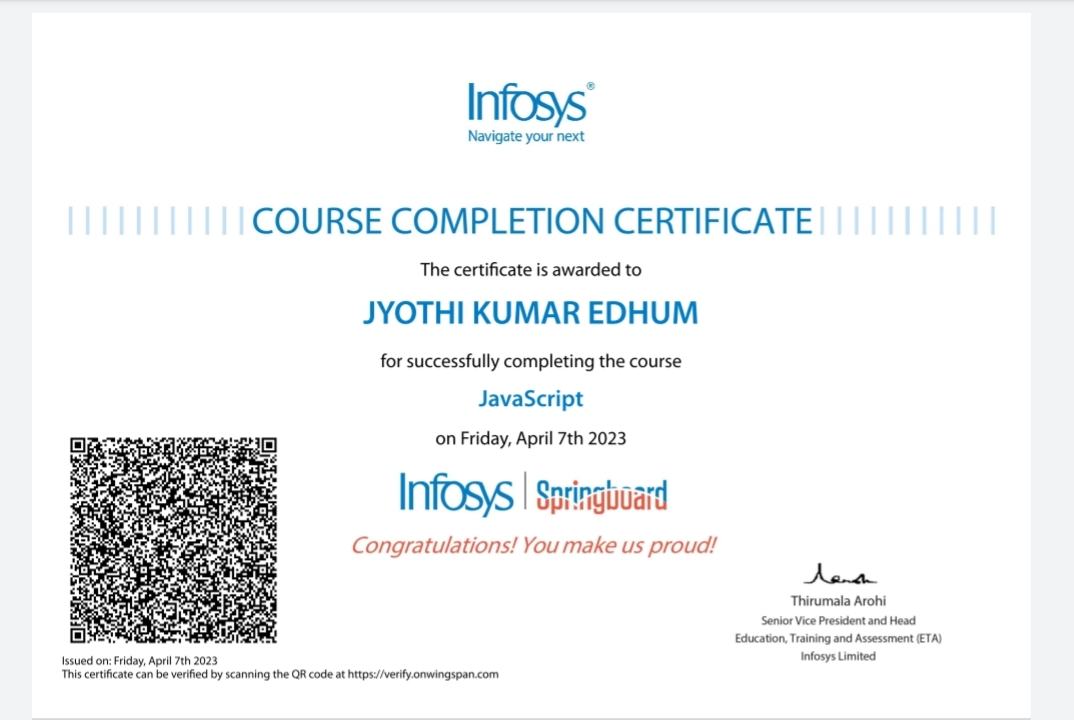 Infosys®
Navigate your next
COURSE COMPLETION CERTIFICATE
The certificate is awarded to
JYOTHI KUMAR EDHUM
for successfully completing the course
JavaScript
on Friday, April 7th 2023
Infosys | Springboard
Congratulations! You make us proud!
Thirumala Arohi
Senior Vice President and Head
Education, Training and Assessment (ETA)
Infosys Limited
Issued on: Friday, April 7th 2023
This certificate can be verified by scanning the QR code at https://verify.onwingspan.com